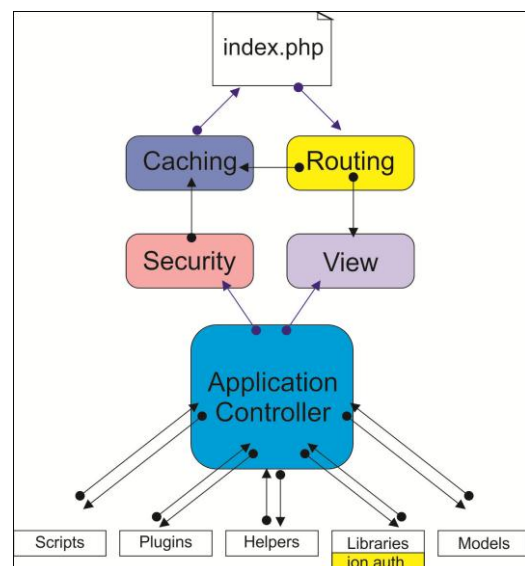 index.php
Caching
Routing
Security
View
Application
Controller
Scripts
Plugins
Helpers
Libraries
Models
ion auth